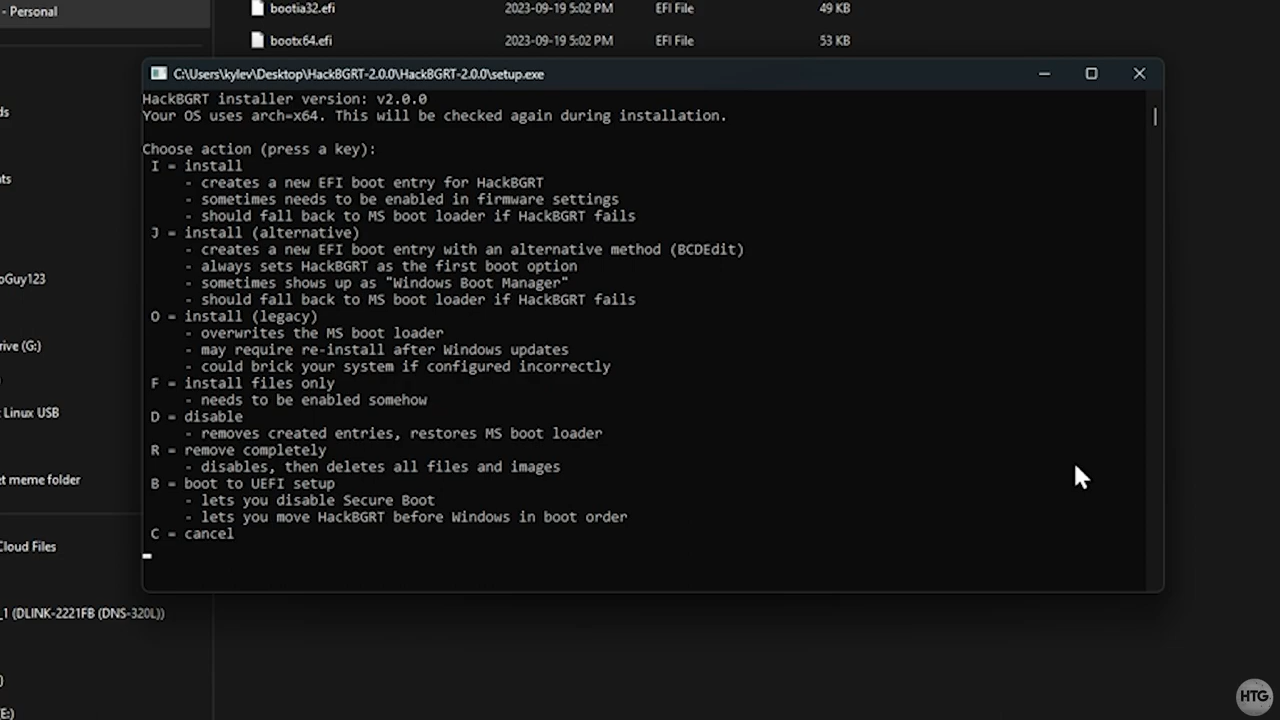 - Personal
bootia32.efi 2023-09-19 5:02 PM EFI File 49 KB
bootx64.efi 2023-09-19 5:02 PM EFI File 53 KB
C:\Users\kylev\Desktop\HackBGRT-2.0.0\HackBGRT-2.0.0\setup.exe
HackBGRT installer version: v2.0.0
Your OS uses arch=x64. This will be checked again during installation.
Choose action (press a key):
I = install
- creates a new EFI boot entry for HackBGRT
- sometimes needs to be enabled in firmware settings
- should fall back to MS boot loader if HackBGRT fails
J = install (alternative)
- creates a new EFI boot entry with an alternative method (BCDEdit)
- always sets HackBGRT as the first boot option
- sometimes shows up as "Windows Boot Manager"
- should fall back to MS boot loader if HackBGRT fails
O = install (legacy)
- overwrites the MS boot loader
- may require re-install after Windows updates
- could brick your system if configured incorrectly
F = install files only
- needs to be enabled somehow
D = disable
- removes created entries, restores MS boot loader
R = remove completely
- disables, then deletes all files and images
B = boot to UEFI setup
- lets you disable Secure Boot
- lets you move HackBGRT before Windows in boot order
C = cancel
ds
nts
oGuy123
rive (G:)
)
t Linux USB
et meme folder
Cloud Files
_1 (DLINK-2221FB (DNS-320L))
)
(E:)
HTG